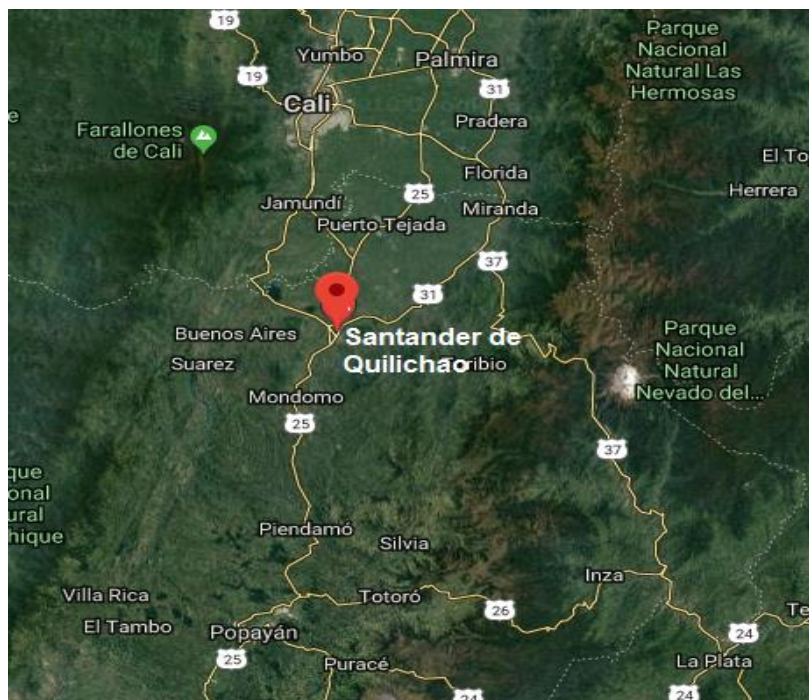 19
Parque
Nacional
Natural Las
Hermosas
Yumbo
Palmira
19
31
Cali
Pradera
Farallones
de Cali
El To
Florida
Herrera
25
Jamundí
Miranda
Puerto Tejada
37
31
Buenos Aires
Santander de
Quilichao
Suarez
Toribio
Parque
Nacional
Natural
Nevado del...
Mondomo
25
37
que
onal
ural
hique
Piendamó
Silvia
Inza
Villa Rica
Totoró
26
Te
El Tambo
Popayán
24
25
Puracé
La Plata
24
24